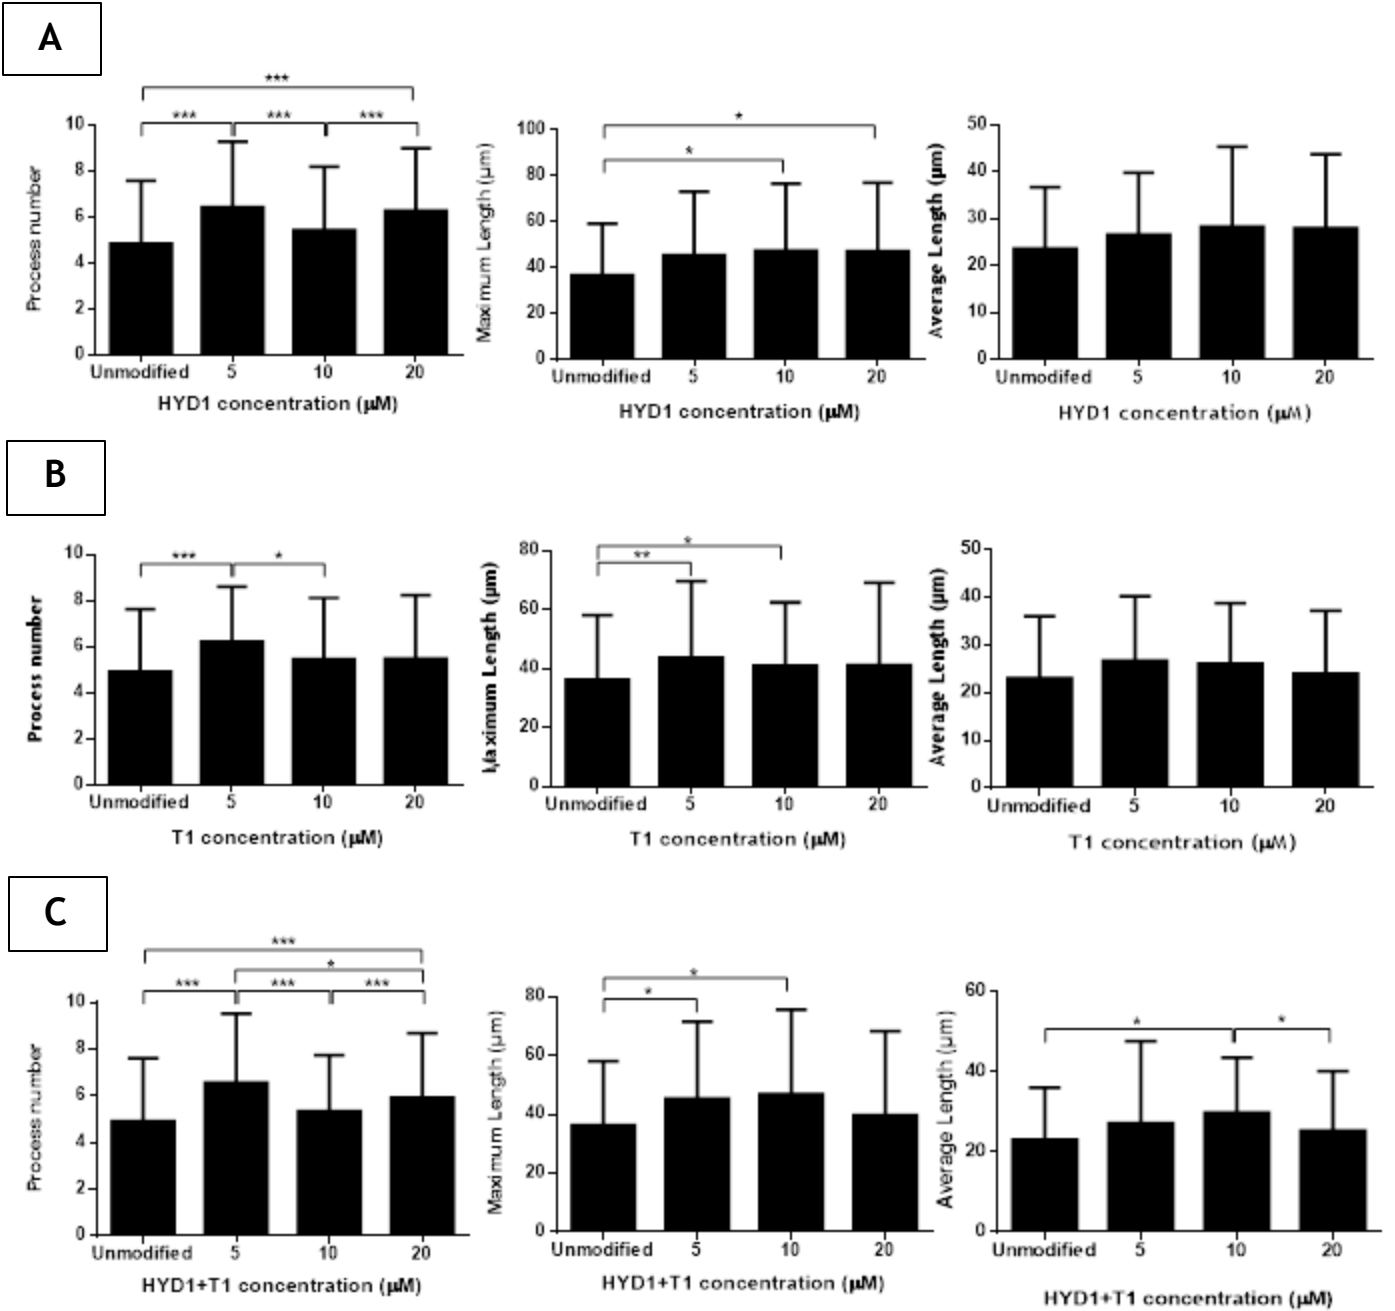 A
***
*** *** ***
10
8
6
4
2
0
Process number
Unmodified 5 10 20
HYD1 concentration (µM)
*
*
100
80
60
40
20
0
Maximum Length (µm)
Unmodified 5 10 20
HYD1 concentration (µM)
50
40
30
20
10
0
Average Length (µm)
Unmodifed 5 10 20
HYD1 concentration (µM)
B
*** *
10
8
6
4
2
0
Process number
Unmodified 5 10 20
T1 concentration (µM)
*
**
80
60
40
20
0
Maximum Length (µm)
Unmodified 5 10 20
T1 concentration (µM)
50
40
30
20
10
0
Average Length (µm)
Unmodified 5 10 20
T1 concentration (µM)
C
***
*
*** *** ***
10
8
6
4
2
0
Process number
Unmodified 5 10 20
HYD1+T1 concentration (µM)
*
*
80
60
40
20
0
Maximum Length (µm)
Unmodified 5 10 20
HYD1+T1 concentration (µM)
* *
60
40
20
0
Average Length (µm)
Unmodified 5 10 20
HYD1+T1 concentration (µM)